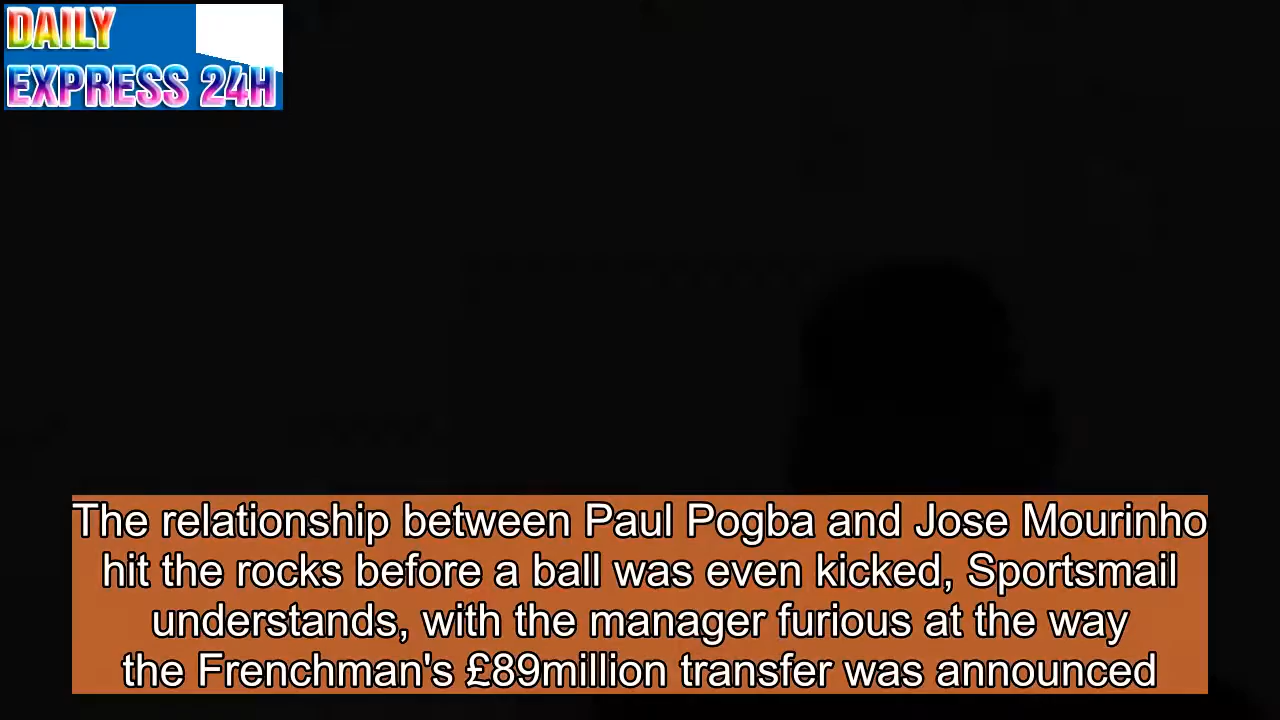 DAILY
EXPRESS 24H
The relationship between Paul Pogba and Jose Mourinho
hit the rocks before a ball was even kicked, Sportsmail
understands, with the manager furious at the way
the Frenchman's £89million transfer was announced